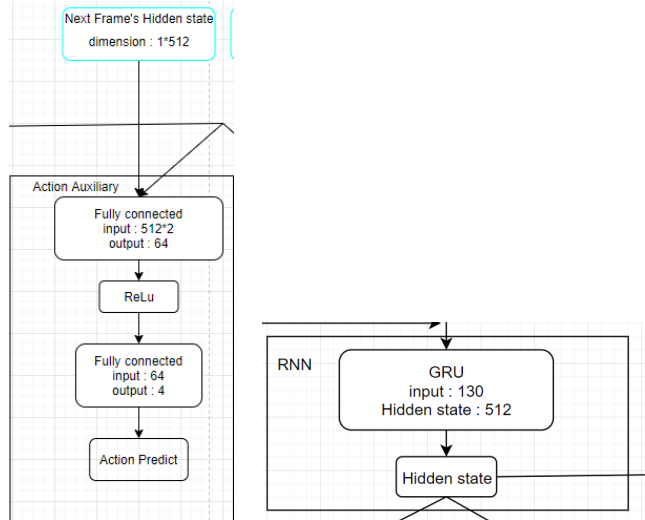 Next Frame's Hidden state
dimension : 1*512
Action Auxiliary
Fully connected
input : 512*2
output : 64
ReLu
Fully connected
input : 64
output : 4
Action Predict
RNN
GRU
input : 130
Hidden state : 512
Hidden state